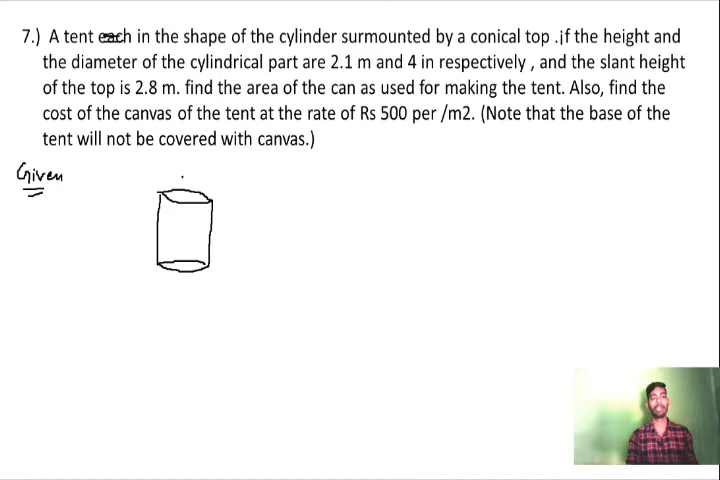 7.) A tent each in the shape of the cylinder surmounted by a conical top .if the height and
the diameter of the cylindrical part are 2.1 m and 4 in respectively , and the slant height
of the top is 2.8 m. find the area of the can as used for making the tent. Also, find the
cost of the canvas of the tent at the rate of Rs 500 per /m2. (Note that the base of the
tent will not be covered with canvas.)
Given